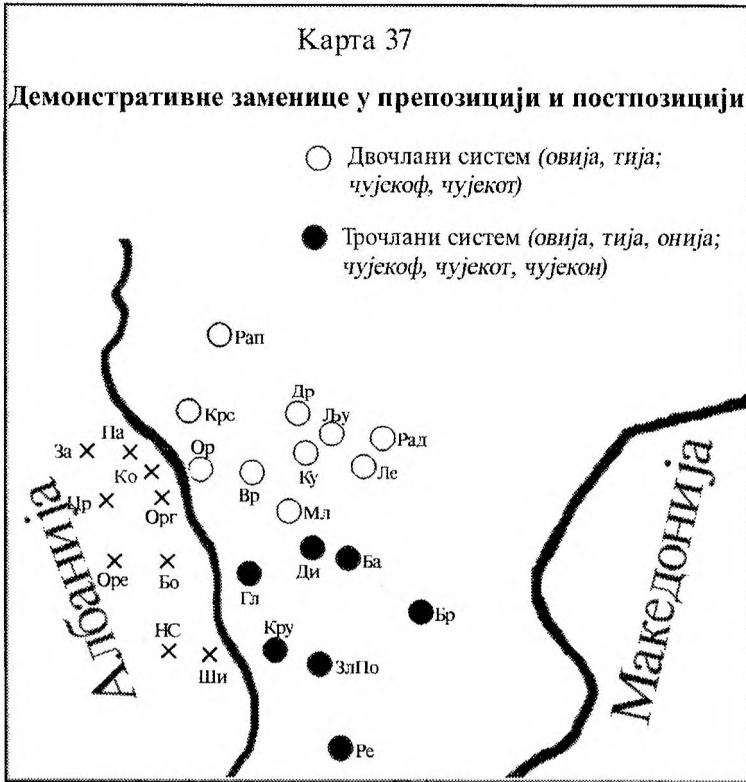 Карта 37
Демонстративне заменице у препозицији и постпозицији
Двочлани систем (овија, тија;
чујекоф, чујекот)
Трочлани систем (овија, тија, онија;
чујекоф, чујекот, чујекон)
Рап
Крс
Др
Љу
Рад
Па
За
Ор
Ко
Вр
Ку
Ле
Цр
Орг
Мл
Ди
Ба
Оре
Бо
Гл
Бр
НС
Ши
Кру
ЗлПо
Ре
Албанија
Македонија